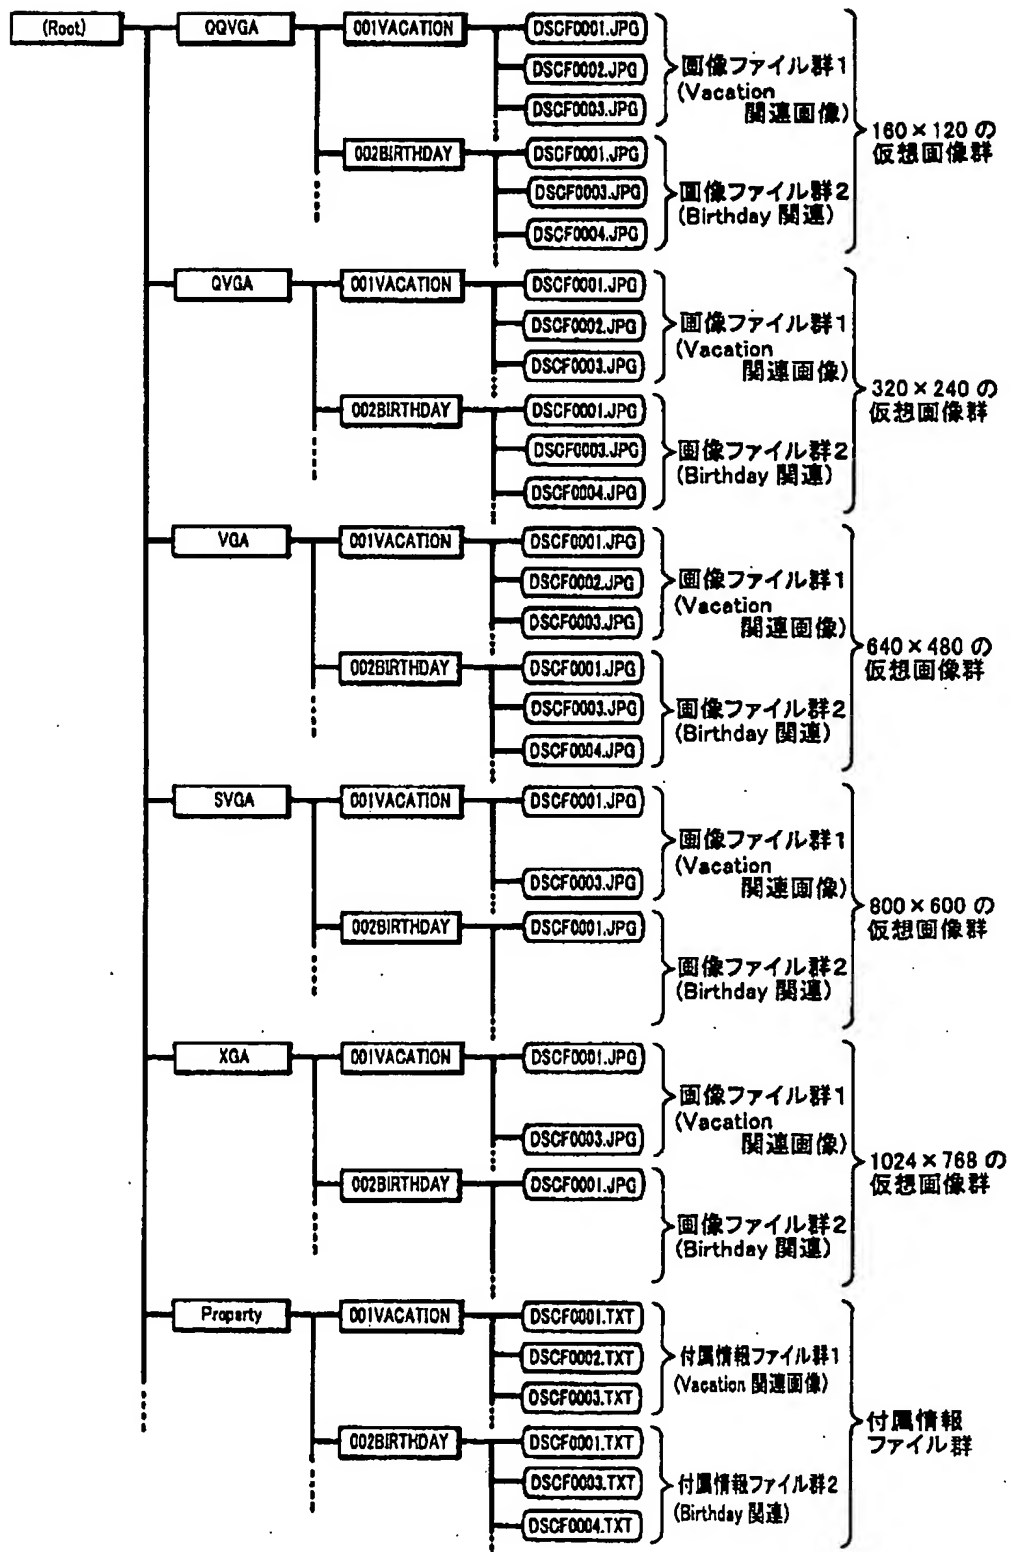 (Root)
QQVGA
001VACATION
DSCF0001.JPG
DSCF0002.JPG
DSCF0003.JPG
画像ファイル群1
(Vacation
関連画像)
002BIRTHDAY
DSCF0001.JPG
DSCF0003.JPG
DSCF0004.JPG
画像ファイル群2
(Birthday 関連)
160×120 の
仮想画像群
QVGA
001VACATION
DSCF0001.JPG
DSCF0002.JPG
DSCF0003.JPG
画像ファイル群1
(Vacation
関連画像)
002BIRTHDAY
DSCF0001.JPG
DSCF0003.JPG
DSCF0004.JPG
画像ファイル群2
(Birthday 関連)
320×240 の
仮想画像群
VGA
001VACATION
DSCF0001.JPG
DSCF0002.JPG
DSCF0003.JPG
画像ファイル群1
(Vacation
関連画像)
002BIRTHDAY
DSCF0001.JPG
DSCF0003.JPG
DSCF0004.JPG
画像ファイル群2
(Birthday 関連)
640×480 の
仮想画像群
SVGA
001VACATION
DSCF0001.JPG
DSCF0003.JPG
画像ファイル群1
(Vacation
関連画像)
002BIRTHDAY
DSCF0001.JPG
画像ファイル群2
(Birthday 関連)
800×600 の
仮想画像群
XGA
001VACATION
DSCF0001.JPG
DSCF0003.JPG
画像ファイル群1
(Vacation
関連画像)
002BIRTHDAY
DSCF0001.JPG
画像ファイル群2
(Birthday 関連)
1024×768 の
仮想画像群
Property
001VACATION
DSCF0001.TXT
DSCF0002.TXT
DSCF0003.TXT
付属情報ファイル群1
(Vacation 関連画像)
002BIRTHDAY
DSCF0001.TXT
DSCF0003.TXT
DSCF0004.TXT
付属情報ファイル群2
(Birthday 関連)
付属情報
ファイル群